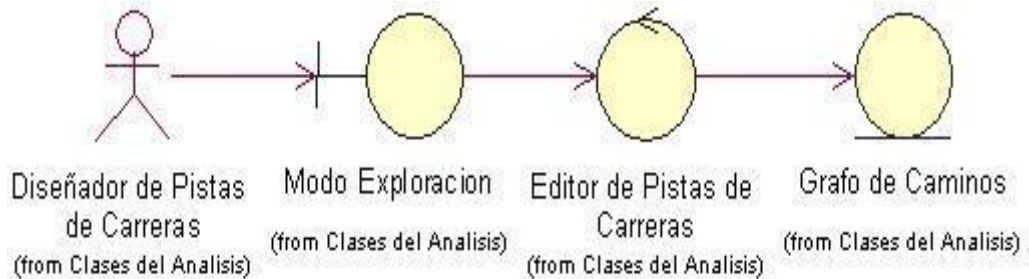 Diseñador de Pistas
de Carreras
(from Clases del Analisis)
Modo Exploracion
(from Clases del Analisis)
Editor de Pistas de
Carreras
(from Clases del Analisis)
Grafo de Caminos
(from Clases del Analisis)